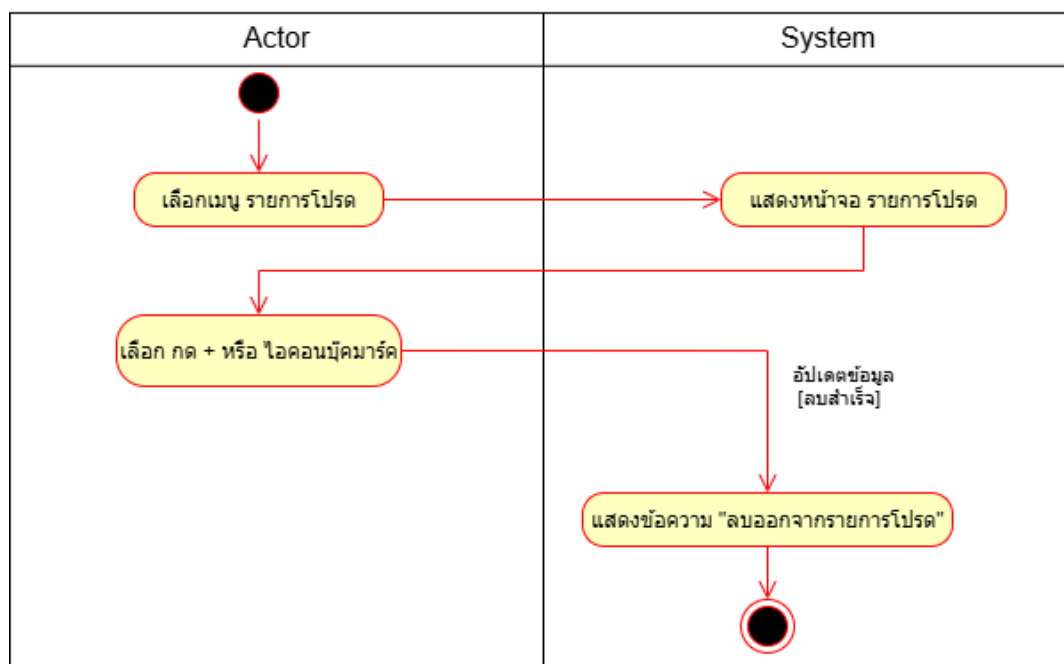 Actor
System
เลือกเมนู รายการโปรด
แสดงหน้าจอ รายการโปรด
เลือก กด + หรือ ไอคอนบุ๊คมาร์ค
อัปเดตข้อมูล
[ลบสำเร็จ]
แสดงข้อความ "ลบออกจากรายการโปรด"